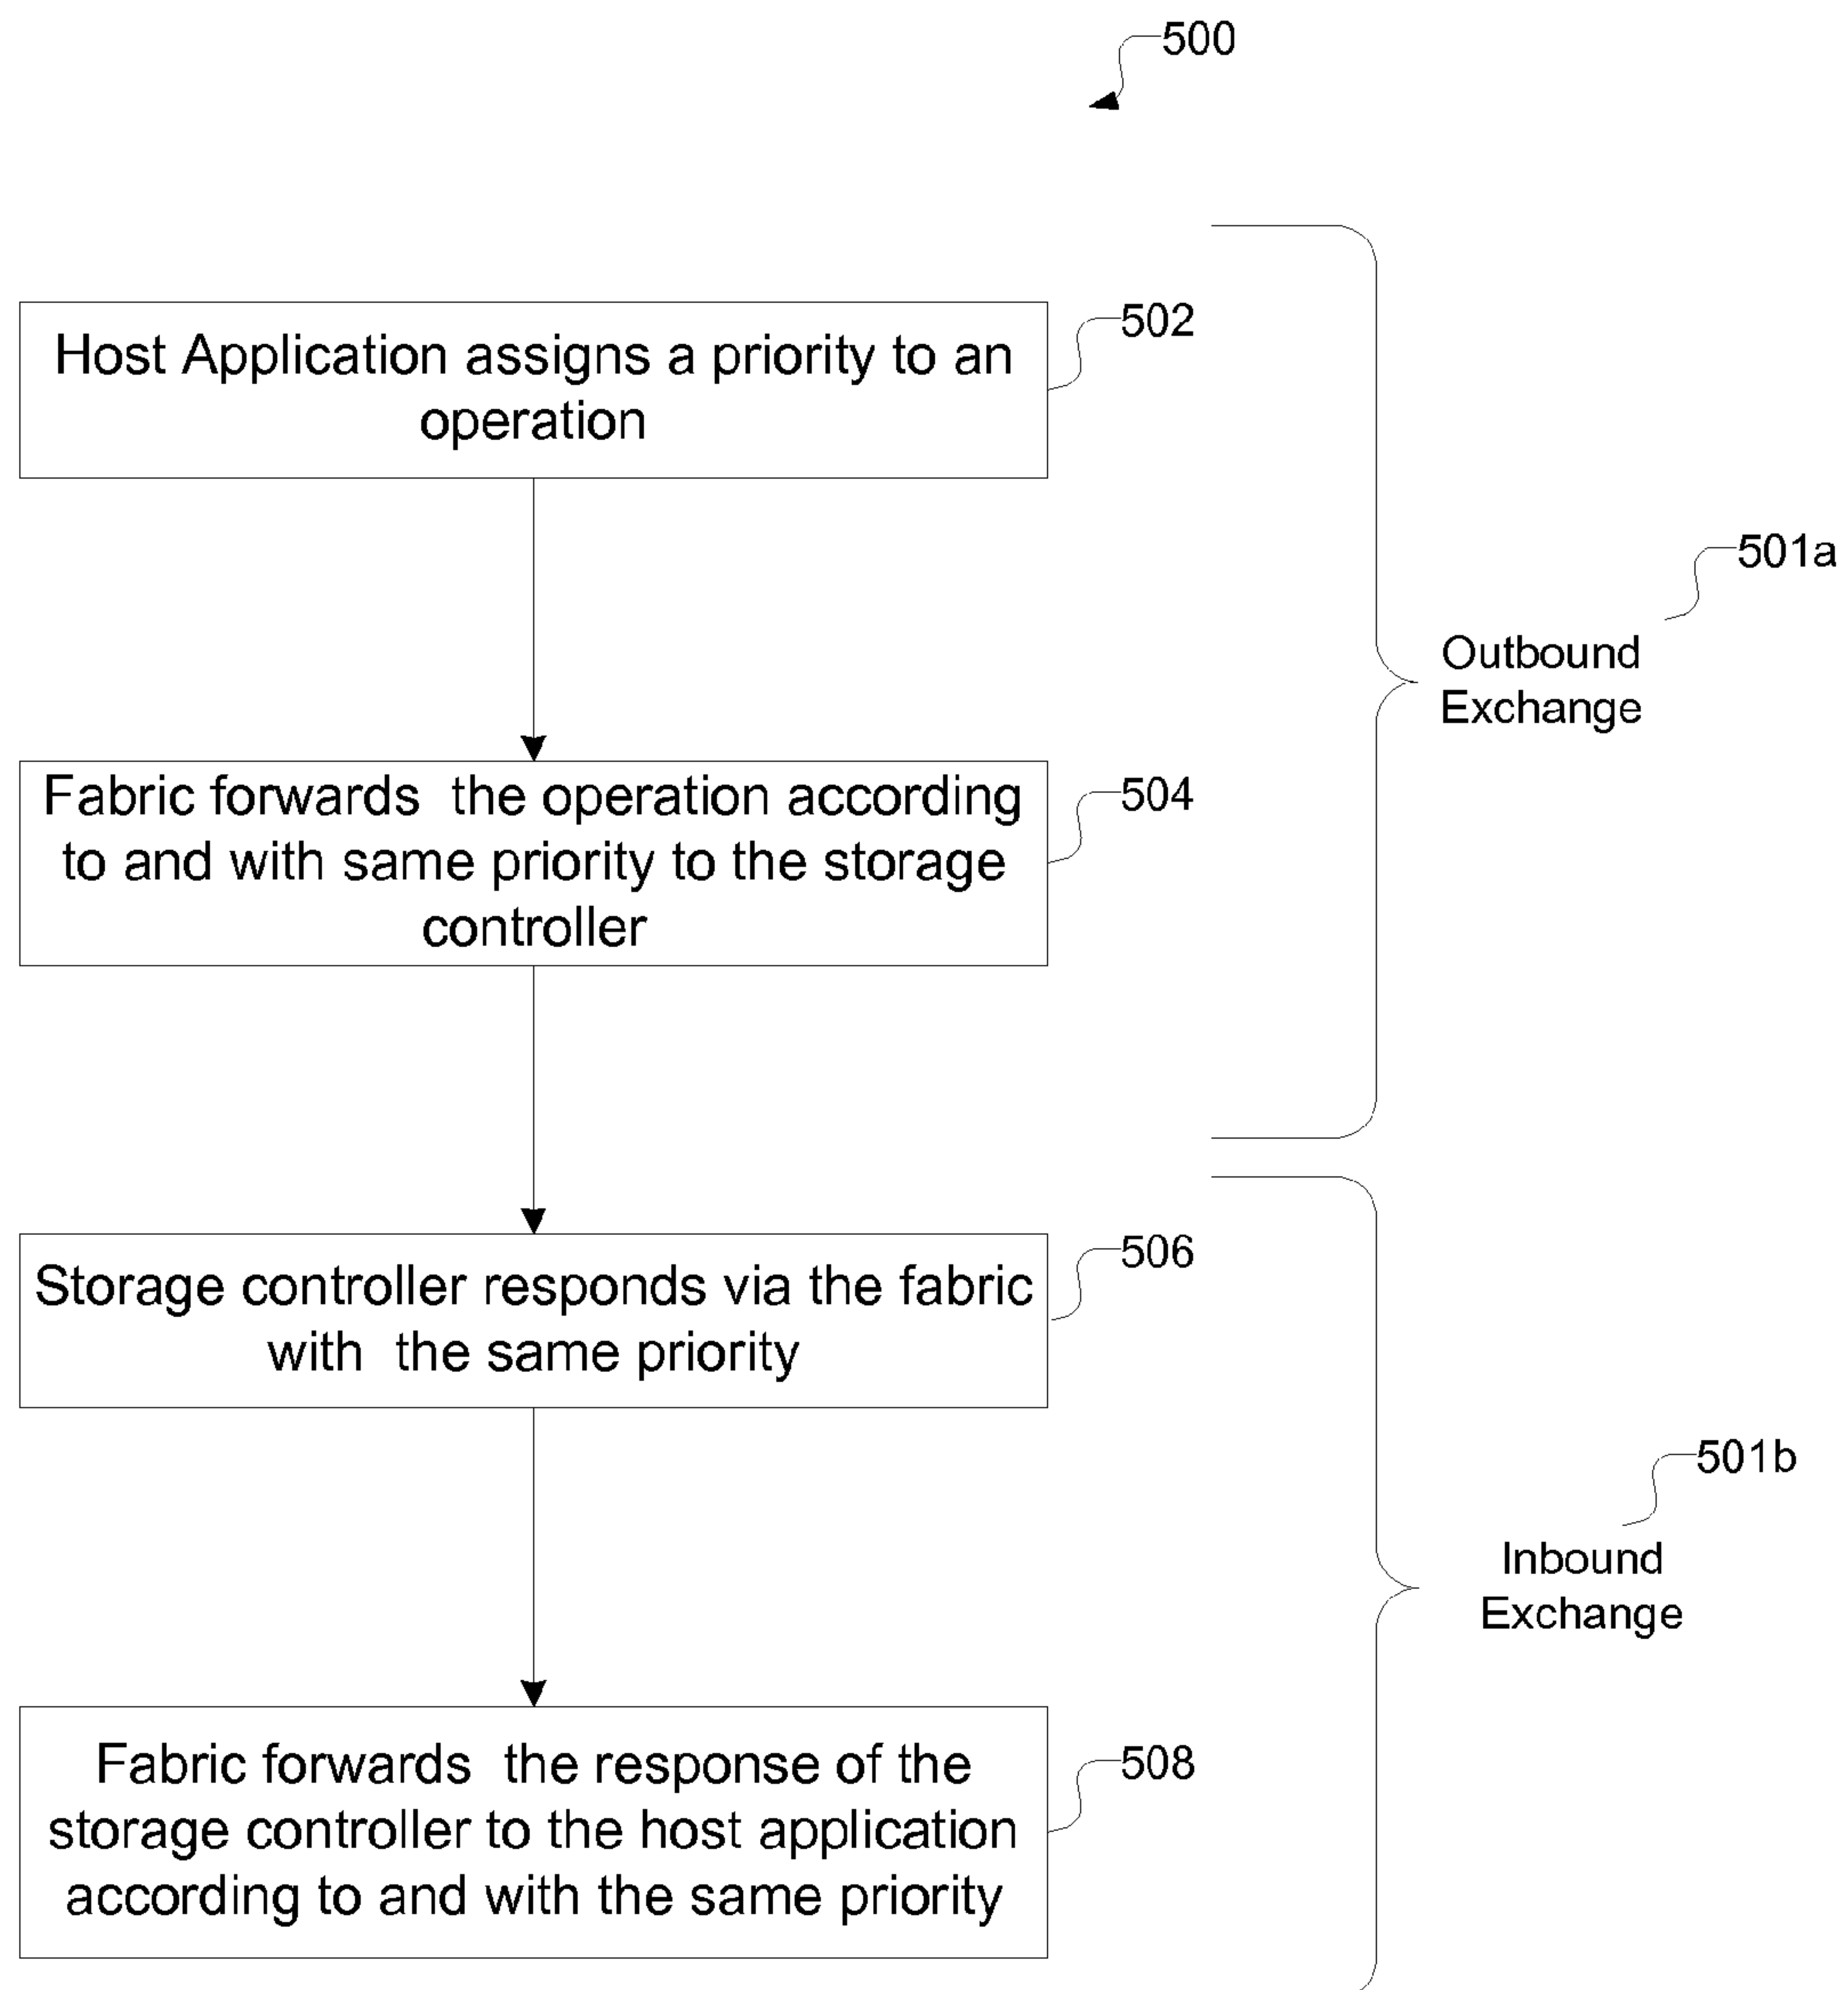 500
Host Application assigns a priority to an
operation
502
501a
Outbound
Exchange
Fabric forwards  the operation according
to and with same priority to the storage
controller
504
Storage controller responds via the fabric
with  the same priority
506
501b
Inbound
Exchange
Fabric forwards  the response of the
storage controller to the host application
according to and with the same priority
508